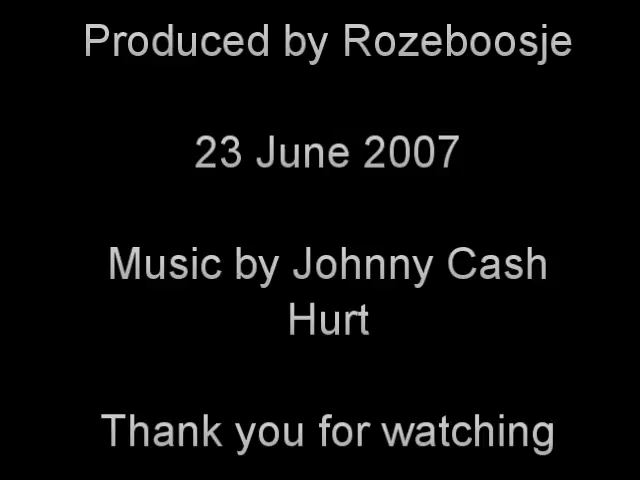 Produced by Rozeboosje
23 June 2007
Music by Johnny Cash
Hurt
Thank you for watching